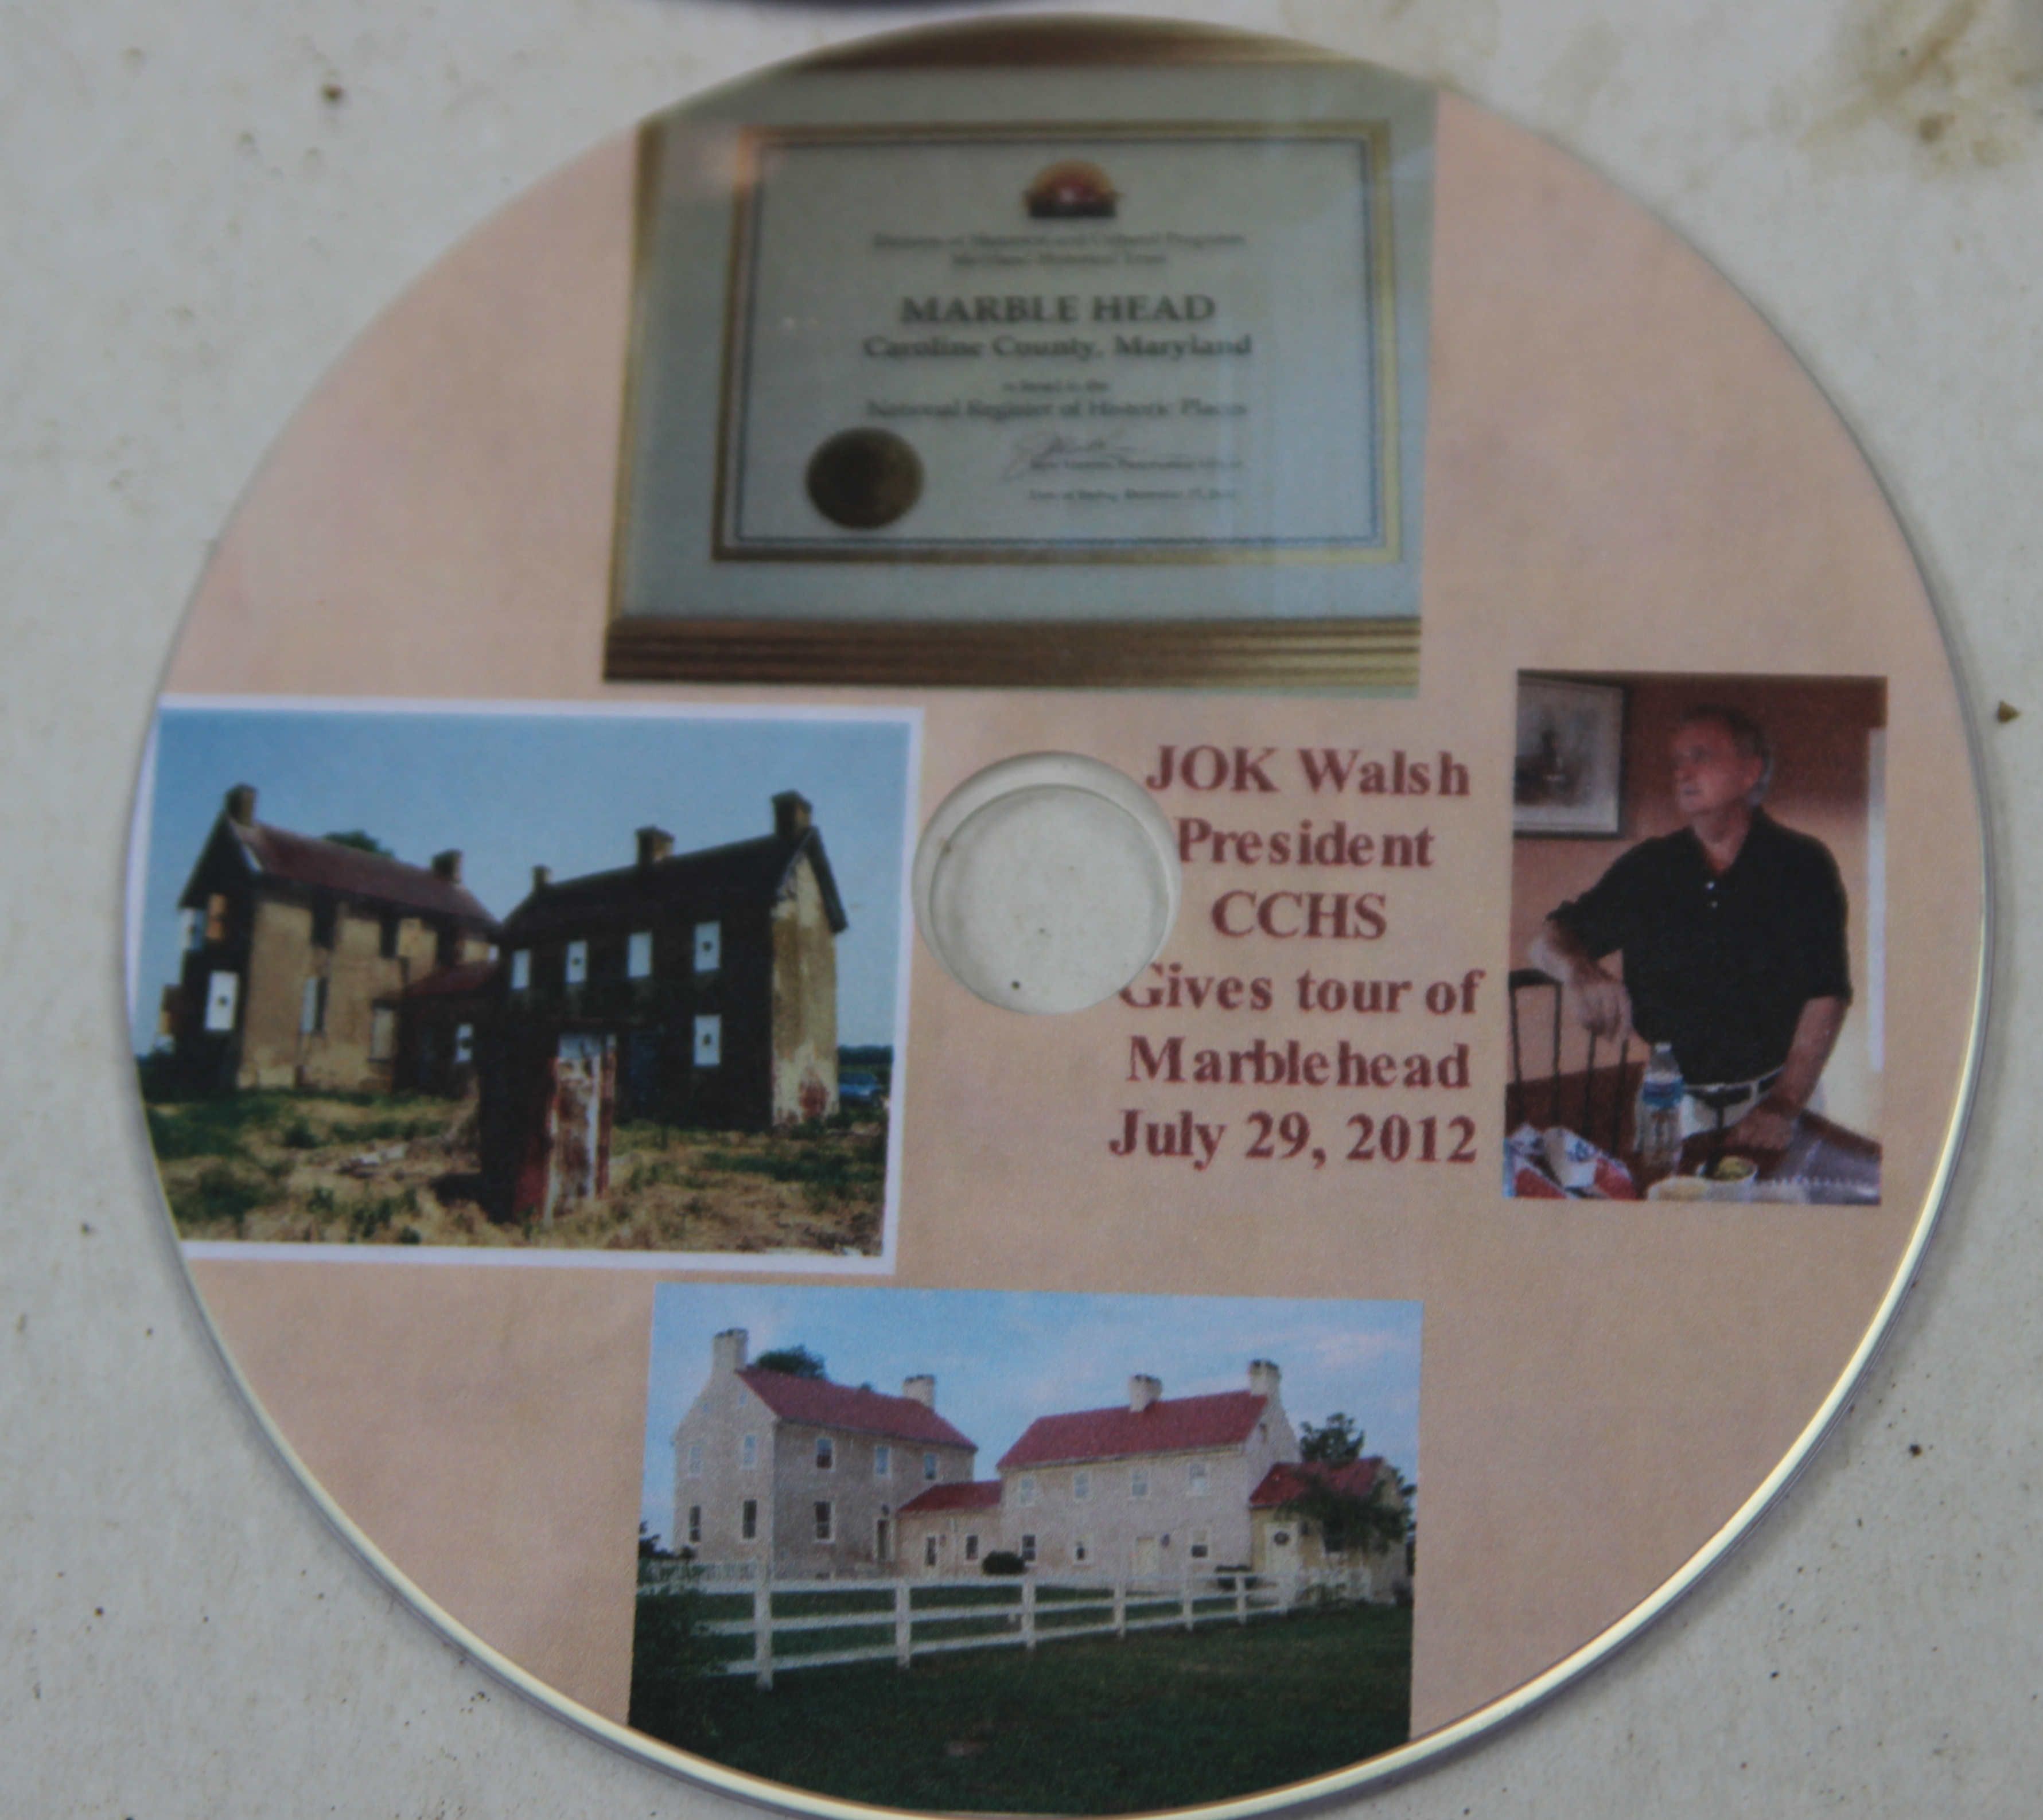 MARBLE HEAD
Caroline County, Maryland
National Register of Historic Places
JOK Walsh
President
CCHS
Gives tour of
Marblehead
July 29, 2012